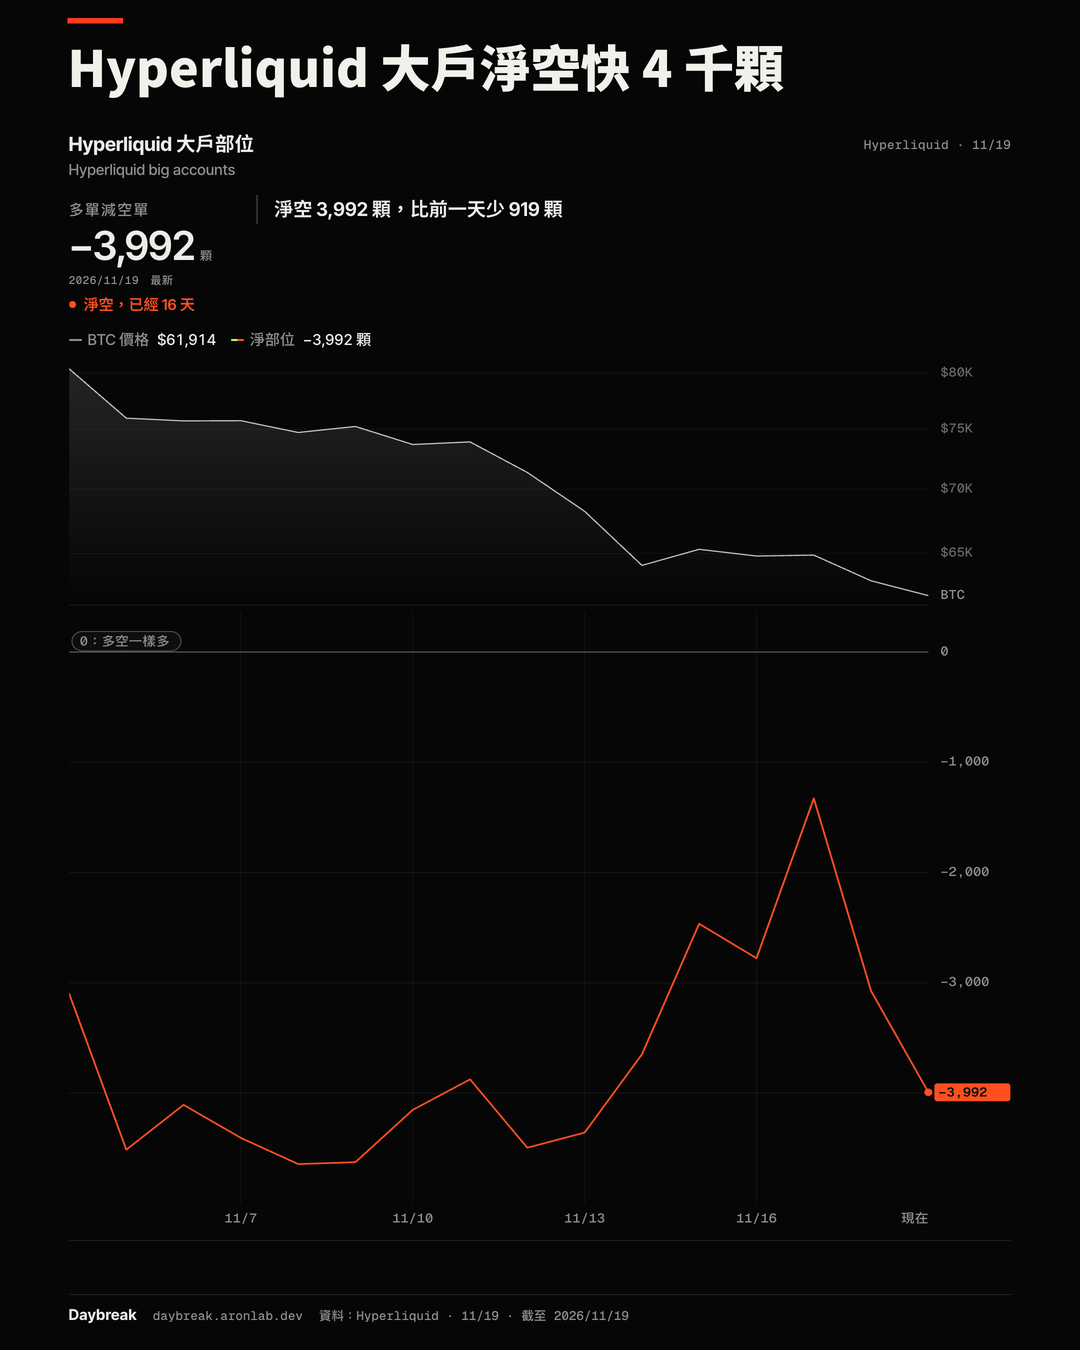 Hyperliquid 大戶淨空快 4 千顆
Hyperliquid 大戶部位
Hyperliquid · 11/19
Hyperliquid big accounts
多單減空單
淨空 3,992 顆，比前一天少 919 顆
−3,992 顆
2026/11/19 最新
淨空，已經 16 天
BTC 價格 $61,914 淨部位 −3,992 顆
$80K
$75K
$70K
$65K
BTC
0：多空一樣多
0
−1,000
−2,000
−3,000
−3,992
11/7 11/10 11/13 11/16 現在
Daybreak daybreak.aronlab.dev 資料：Hyperliquid · 11/19 · 截至 2026/11/19